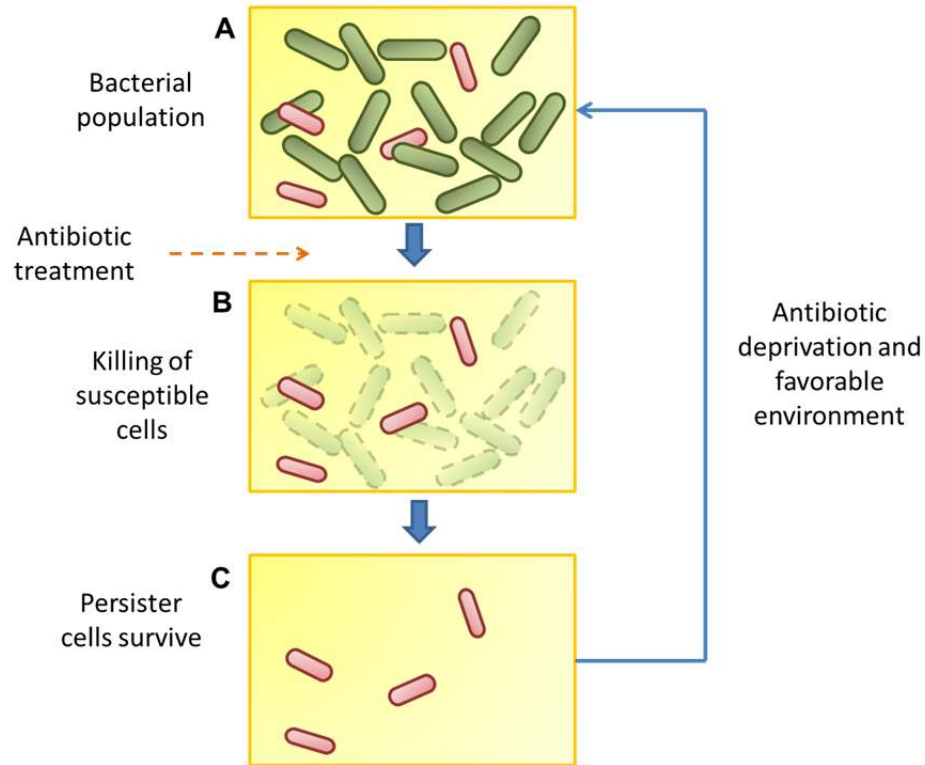 A
Bacterial
population
Antibiotic
treatment
B
Killing of
susceptible
cells
Antibiotic
deprivation and
favorable
environment
C
Persister
cells survive